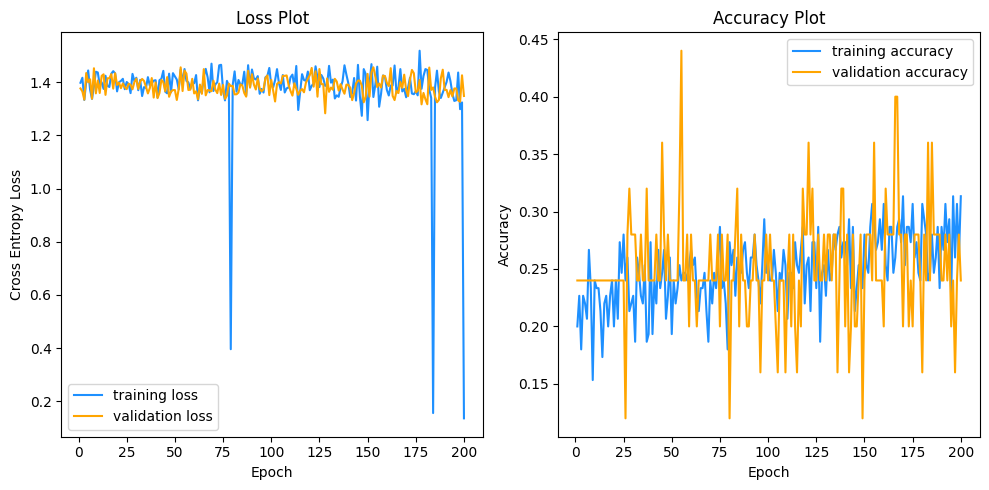 Loss Plot
Cross Entropy Loss
1.4
1.2
1.0
0.8
0.6
0.4
0.2
training loss
validation loss
0 25 50 75 100 125 150 175 200
Epoch
Accuracy Plot
Accuracy
0.45
0.40
0.35
0.30
0.25
0.20
0.15
training accuracy
validation accuracy
0 25 50 75 100 125 150 175 200
Epoch